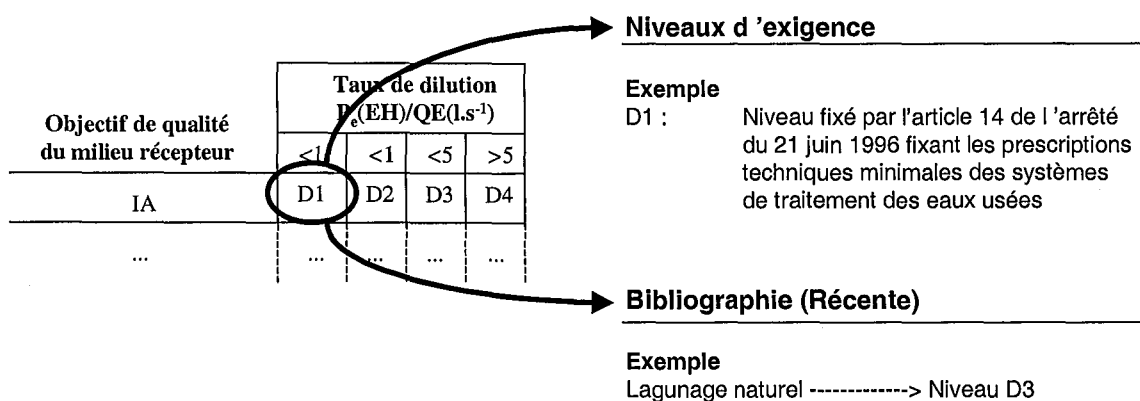 Niveaux d 'exigence
Taux de dilution
Pe(EH)/QE(l.s-1)
Objectif de qualité
du milieu récepteur
<1 <1 <5 >5
IA D1 D2 D3 D4
... ... ... ... ...
Exemple
D1 : Niveau fixé par l'article 14 de l 'arrêté
du 21 juin 1996 fixant les prescriptions
techniques minimales des systèmes
de traitement des eaux usées
Bibliographie (Récente)
Exemple
Lagunage naturel -------------> Niveau D3